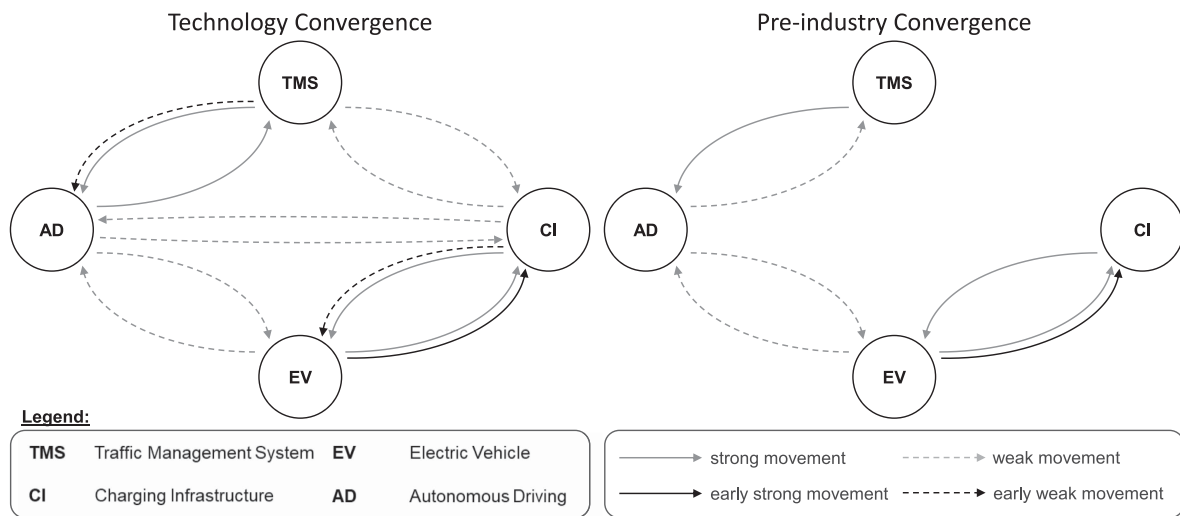 Technology Convergence
Pre-industry Convergence
TMS
TMS
AD
CI
AD
CI
EV
EV
Legend:
TMS Traffic Management System EV Electric Vehicle
CI Charging Infrastructure AD Autonomous Driving
strong movement weak movement
early strong movement early weak movement